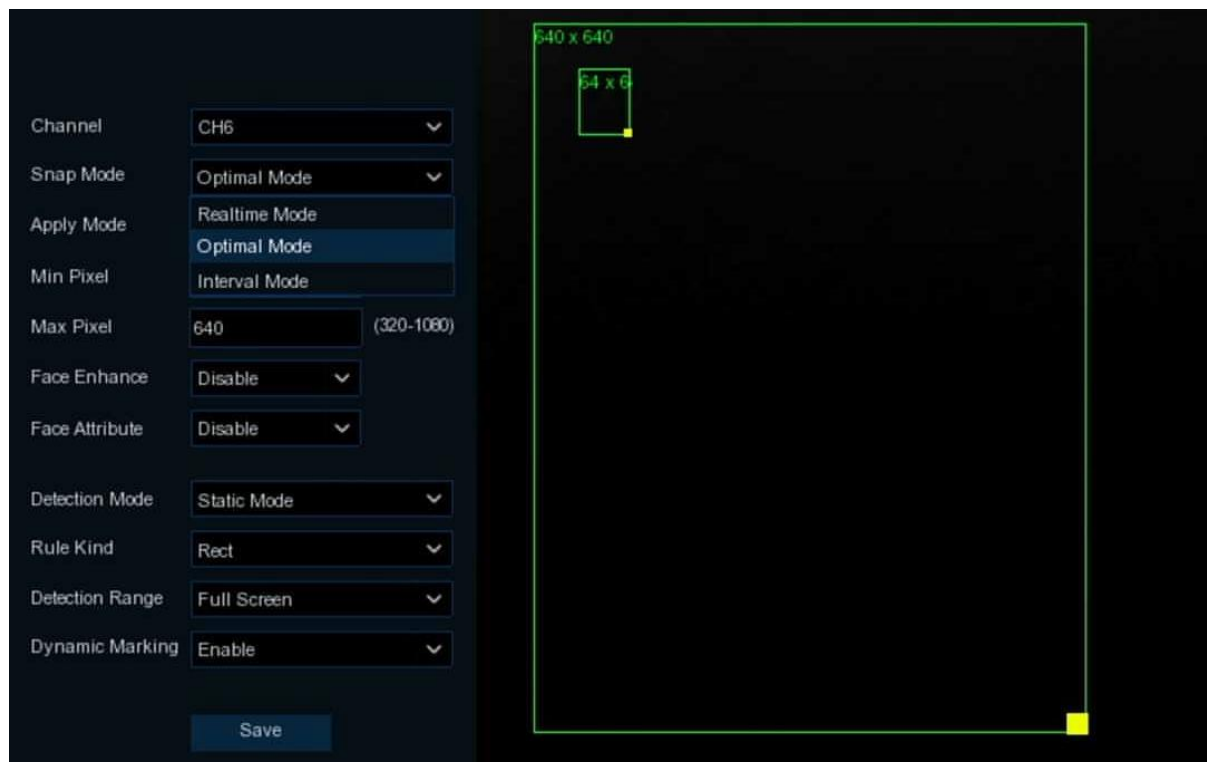 640 x 640
64 x 6
Channel
CH6
Snap Mode
Optimal Mode
Apply Mode
Realtime Mode
Optimal Mode
Min Pixel
Interval Mode
Max Pixel
640
(320-1080)
Face Enhance
Disable
Face Attribute
Disable
Detection Mode
Static Mode
Rule Kind
Rect
Detection Range
Full Screen
Dynamic Marking
Enable
Save